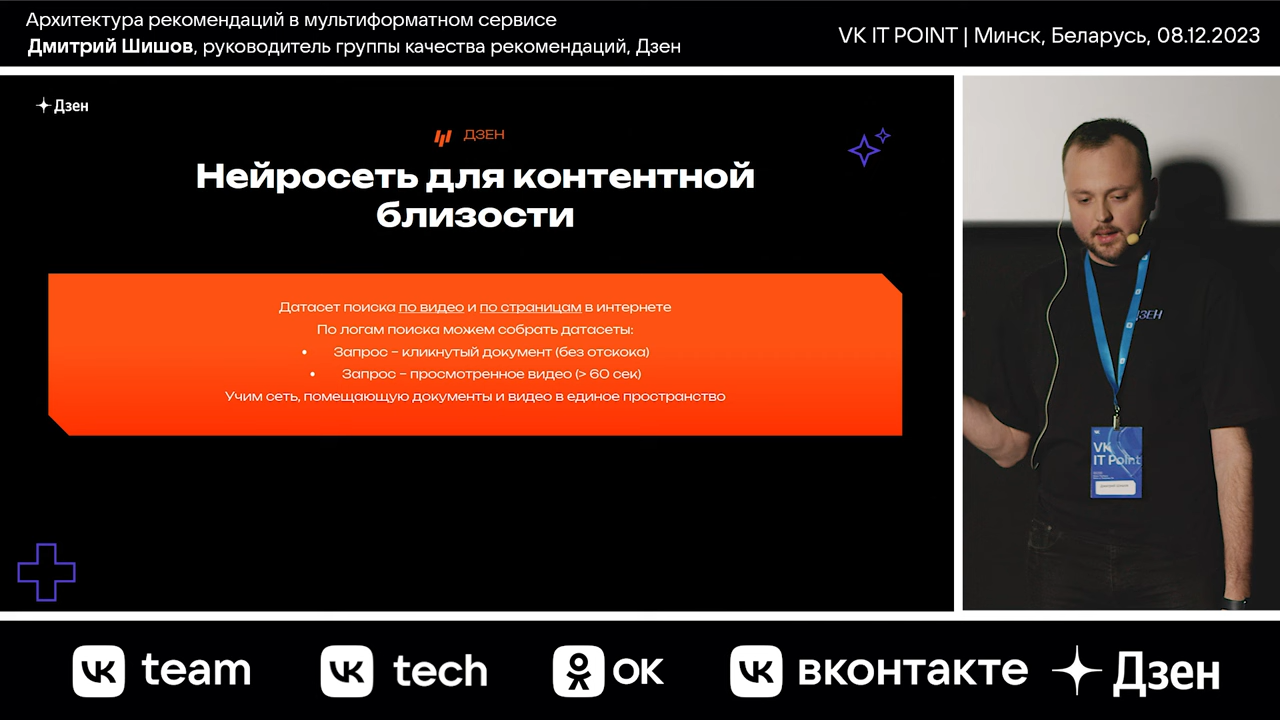 Архитектура рекомендаций в мультиформатном сервисе
Дмитрий Шишов, руководитель группы качества рекомендаций, Дзен
VK IT POINT | Минск, Беларусь, 08.12.2023
Дзен
ДЗЕН
Нейросеть для контентной
близости
Датасет поиска по видео и по страницам в интернете
По логам поиска можем собрать датасеты:
• Запрос – кликнутый документ (без отскока)
• Запрос – просмотренное видео (> 60 сек)
Учим сеть, помещающую документы и видео в единое пространство
ДЗЕН
VK
IT Point
team
tech
ок
вконтакте
Дзен